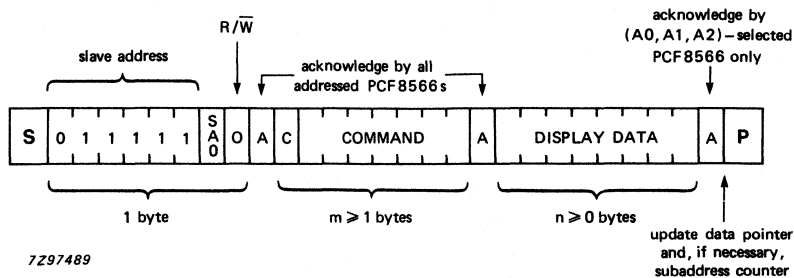 acknowledge by
(A0, A1, A2)–selected
PCF8566 only
R/W̅
slave address
acknowledge by all
addressed PCF8566s
S 0 1 1 1 1 1 SA0 0 A C COMMAND A DISPLAY DATA A P
1 byte
m ⩾ 1 bytes
n ⩾ 0 bytes
update data pointer
and, if necessary,
subaddress counter
7Z97489